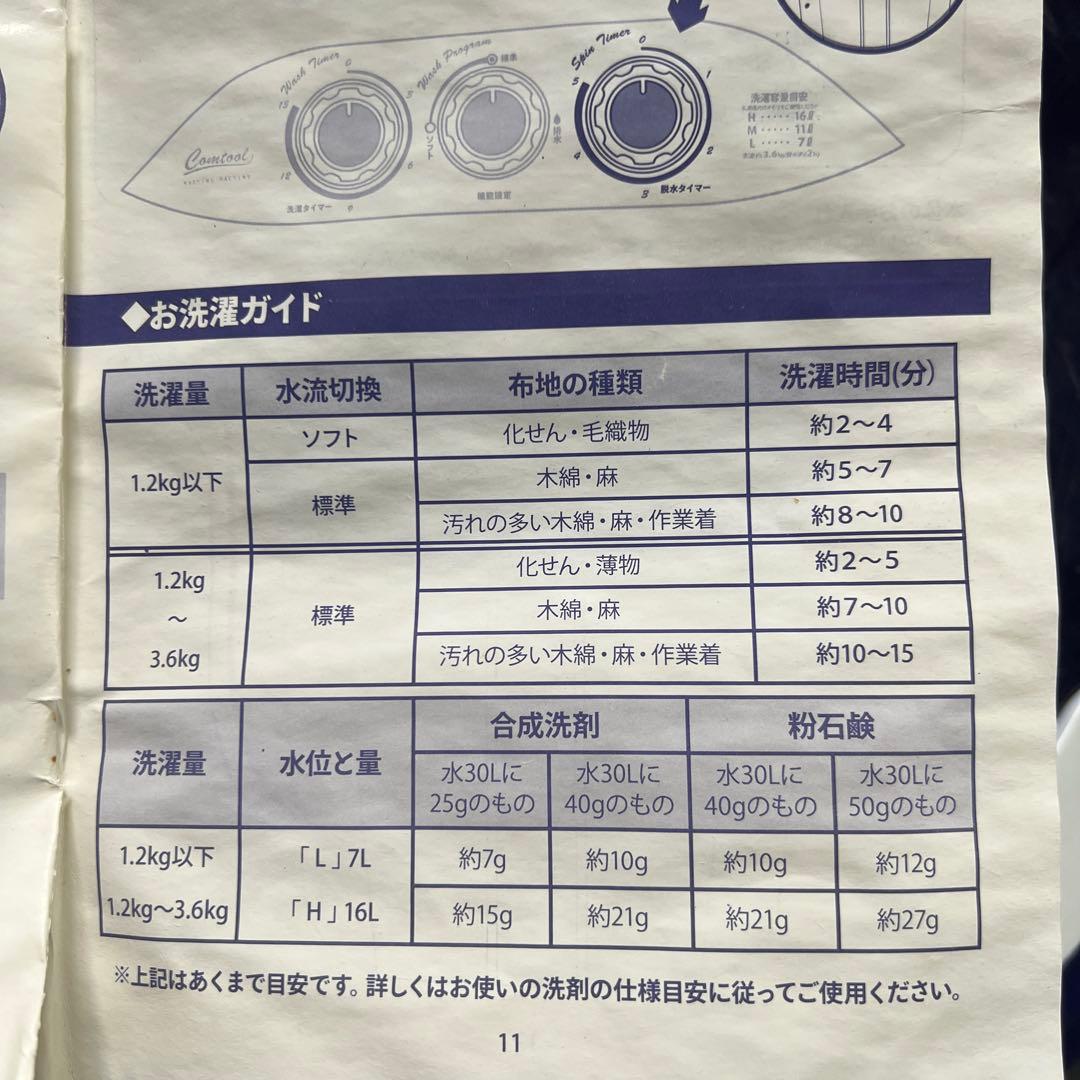 Wash Timer
0
3
6
9
12
15
洗濯タイマー
Wash Program
標準
ソフト
排水
機能設定
Spin Timer
0
1
2
3
4
5
脱水タイマー
Comtool
洗濯容量目安
H ····· 16ℓ
M ····· 11ℓ
L ····· 7ℓ
◆お洗濯ガイド
洗濯量 水流切換 布地の種類 洗濯時間(分)
1.2kg以下 ソフト 化せん・毛織物 約2〜4
標準 木綿・麻 約5〜7
汚れの多い木綿・麻・作業着 約8〜10
1.2kg
〜
3.6kg
標準 化せん・薄物 約2〜5
木綿・麻 約7〜10
汚れの多い木綿・麻・作業着 約10〜15
洗濯量 水位と量 合成洗剤 粉石鹸
水30Lに
25gのもの
水30Lに
40gのもの
水30Lに
40gのもの
水30Lに
50gのもの
1.2kg以下 「L」7L 約7g 約10g 約10g 約12g
1.2kg〜3.6kg 「H」16L 約15g 約21g 約21g 約27g
※上記はあくまで目安です。詳しくはお使いの洗剤の仕様目安に従ってご使用ください。
11